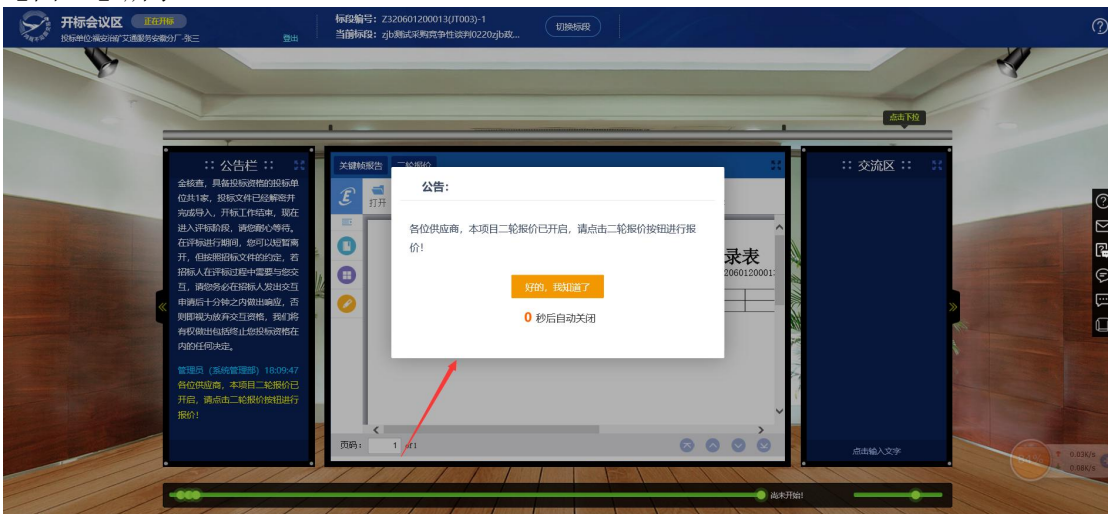 开标会议区 正在开标
登出
标段编号：Z320601200013(JT003)-1
当前标段：zjb测试采购竞争性谈判0220zjb政...
切换标段
点击下拉
:: 公告栏 ::
金核查，具备投标资格的投标单
位共1家，投标文件已经解密并
完成导入，开标工作结束，现在
进入评标阶段，请您耐心等待。
在评标进行期间，您可以短暂离
开，但按照招标文件的约定，若
招标人在评标过程中需要与您交
互，请您务必在招标人发出交互
申请后十分钟之内做出响应，否
则即视为放弃交互资格，我们将
有权做出包括终止您投标资格在
内的任何决定。
管理员（系统管理部）18:09:47
各位供应商，本项目二轮报价已
开启，请点击二轮报价按钮进行
报价！
关键帧报告 二轮报价
打开
录表
公告：
各位供应商，本项目二轮报价已开启，请点击二轮报价按钮进行报
价！
好的，我知道了
0 秒后自动关闭
页码： 1 of1
:: 交流区 ::
点击输入文字
尚未开始!
0.03K/s
0.08K/s